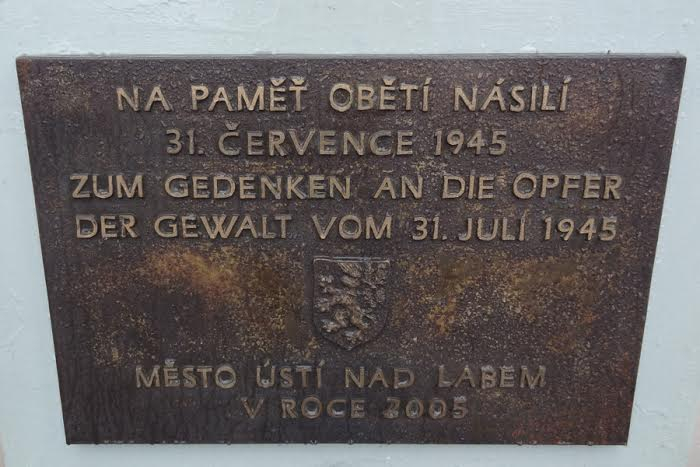 NA PAMĚŤ OBĚTÍ NÁSILÍ
31. ČERVENCE 1945
ZUM GEDENKEN AN DIE OPFER
DER GEWALT VOM 31. JULI 1945
MĚSTO ÚSTÍ NAD LABEM
V ROCE 2005